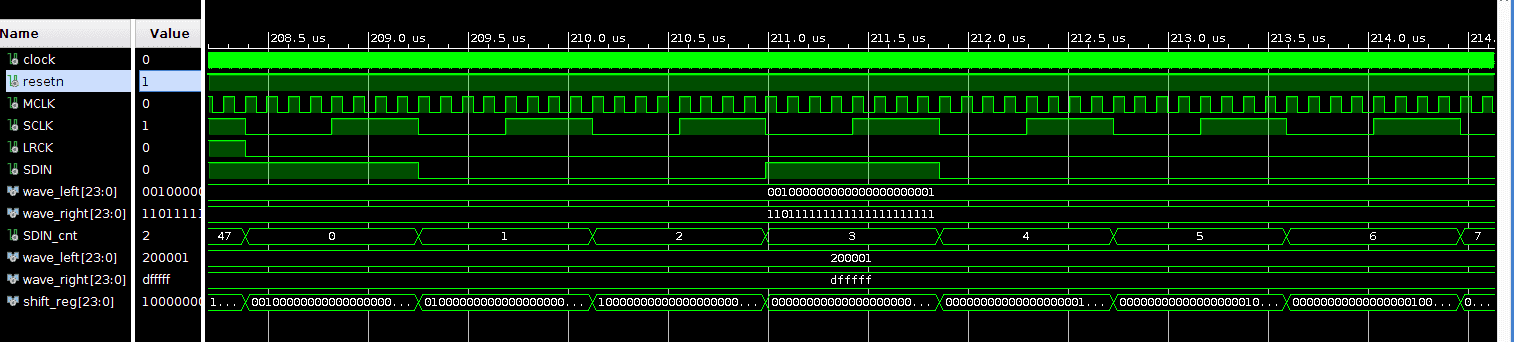 Name Value 208.5 us 209.0 us 209.5 us 210.0 us 210.5 us 211.0 us 211.5 us 212.0 us 212.5 us 213.0 us 213.5 us 214.0 us 214.
clock 0
resetn 1
MCLK 0
SCLK 1
LRCK 0
SDIN 0
wave_left[23:0] 00100000 001000000000000000000001
wave_right[23:0] 11011111 110111111111111111111111
SDIN_cnt 2 47 0 1 2 3 4 5 6 7
wave_left[23:0] 200001 200001
wave_right[23:0] dfffff dfffff
shift_reg[23:0] 10000000 1... 0010000000000000000... 0100000000000000000... 1000000000000000000... 0000000000000000000... 0000000000000000001... 0000000000000000010... 0000000000000000100... 0...